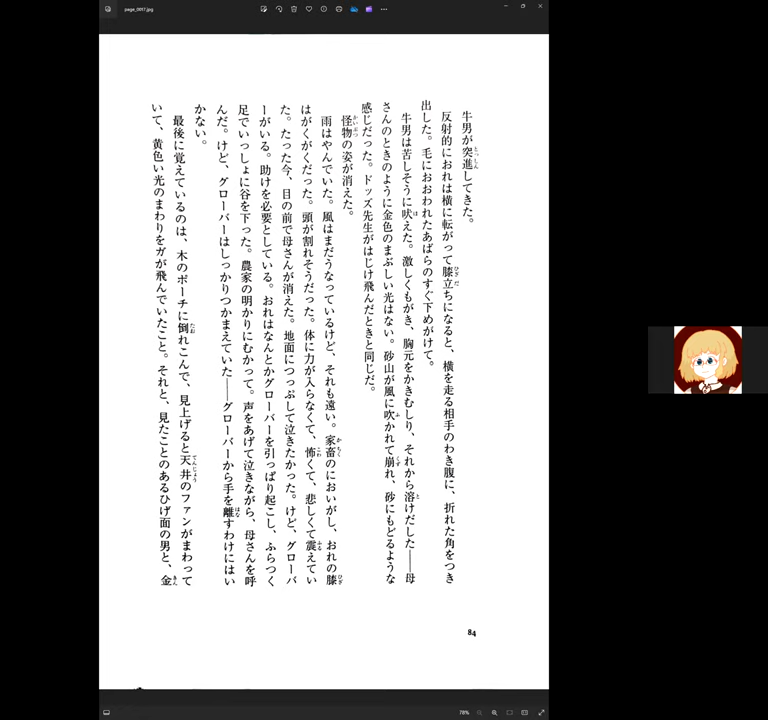 page_0017.jpg
牛男が突進してきた。
反射的におれは横に転がって膝立ちになると、横を走る相手のわき腹に、折れた角をつき
出した。毛におおわれたあばらのすぐ下めがけて。
牛男は苦しそうに吠えた。激しくもがき、胸元をかきむしり、それから溶けだした――母
さんのときのように金色のまぶしい光はない。砂山が風に吹かれて崩れ、砂にもどるような
感じだった。ドッズ先生がはじけ飛んだときと同じだ。
怪物の姿が消えた。
雨はやんでいた。風はまだうなっているけど、それも遠い。家畜のにおいがし、おれの膝
はがくがくだった。頭が割れそうだった。体に力が入らなくて、怖くて、悲しくて震えてい
た。たった今、目の前で母さんが消えた。地面につっぷして泣きたかった。けど、グローバ
ーがいる。助けを必要としている。おれはなんとかグローバーを引っぱり起こし、ふらつく
足でいっしょに谷を下った。農家の明かりにむかって。声をあげて泣きながら、母さんを呼
んだ。けど、グローバーはしっかりつかまえていた――グローバーから手を離すわけにはい
かない。
最後に覚えているのは、木のポーチに倒れこんで、見上げると天井のファンがまわって
いて、黄色い光のまわりをガが飛んでいたこと。それと、見たことのあるひげ面の男と、金
84
78%